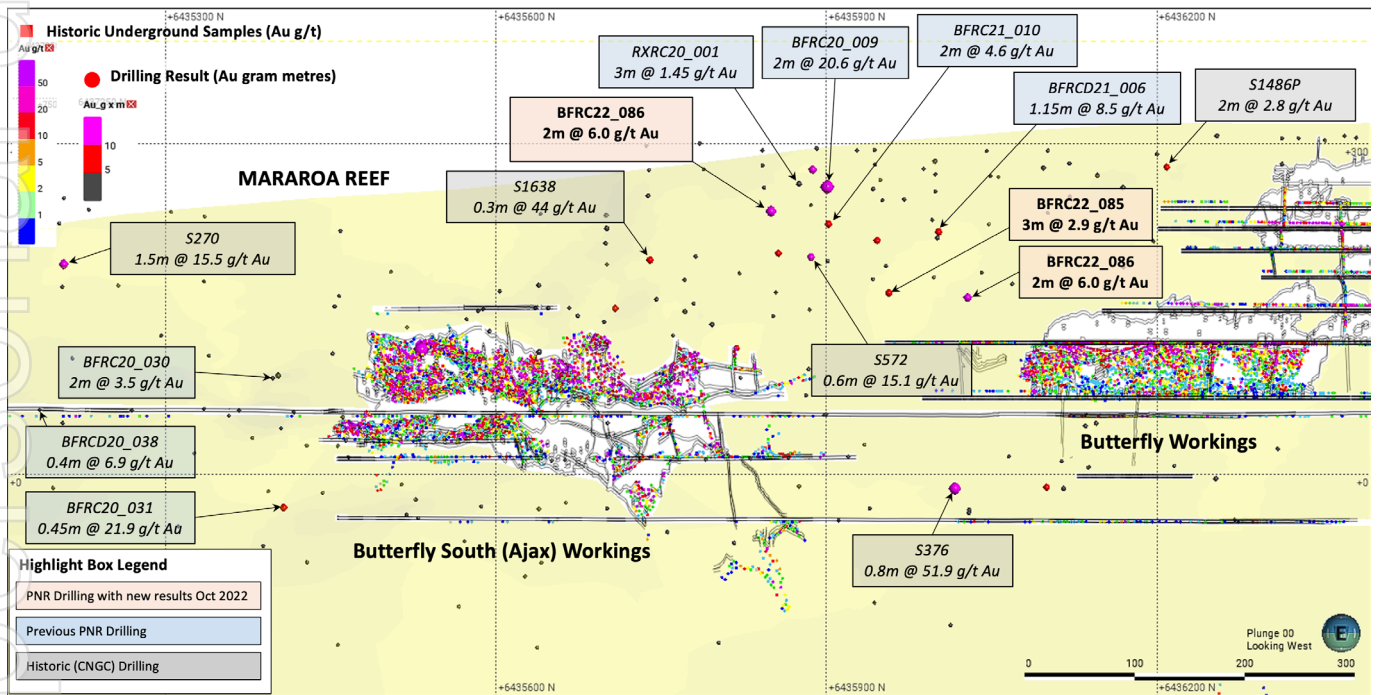 +6435300 N
+6435600 N
+6435900 N
+6436200 N
Historic Underground Samples (Au g/t)
Au g/t
50
20
10
5
2
1
Drilling Result (Au gram metres)
Au_g x m
10
5
MARAROA REEF
RXRC20_001
3m @ 1.45 g/t Au
BFRC20_009
2m @ 20.6 g/t Au
BFRC21_010
2m @ 4.6 g/t Au
BFRCD21_006
1.15m @ 8.5 g/t Au
S1486P
2m @ 2.8 g/t Au
BFRC22_086
2m @ 6.0 g/t Au
+300
S1638
0.3m @ 44 g/t Au
BFRC22_085
3m @ 2.9 g/t Au
S270
1.5m @ 15.5 g/t Au
BFRC22_086
2m @ 6.0 g/t Au
BFRC20_030
2m @ 3.5 g/t Au
S572
0.6m @ 15.1 g/t Au
BFRCD20_038
0.4m @ 6.9 g/t Au
Butterfly Workings
+0
+0
BFRC20_031
0.45m @ 21.9 g/t Au
Butterfly South (Ajax) Workings
S376
0.8m @ 51.9 g/t Au
Highlight Box Legend
PNR Drilling with new results Oct 2022
Previous PNR Drilling
Historic (CNGC) Drilling
Plunge 00
Looking West
E
0
100
200
300
+6435600 N
+6435900 N
+6436200 N